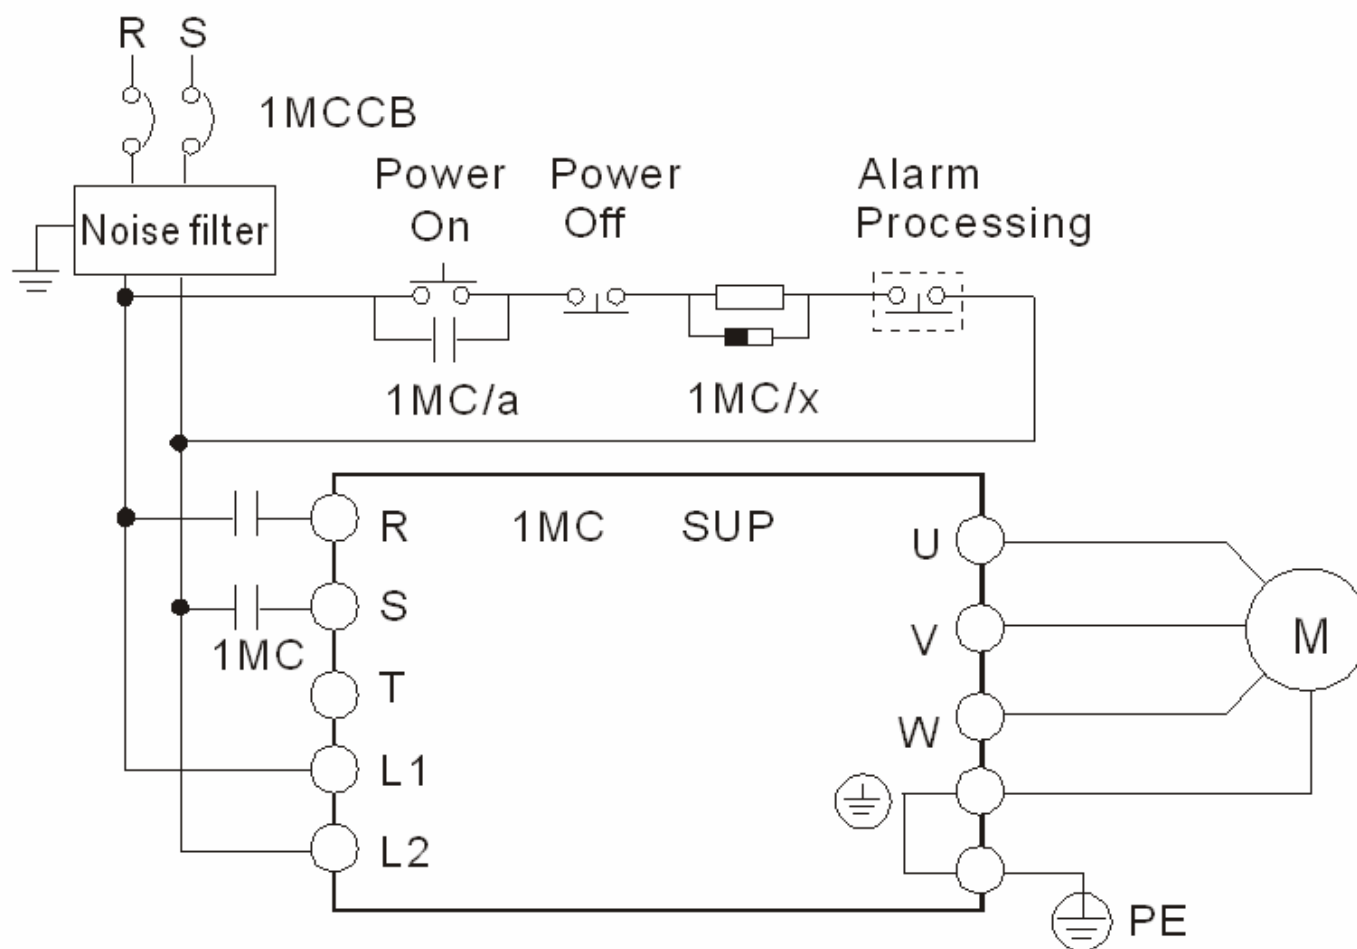 R S
1MCCB
Power
On
Power
Off
Alarm
Processing
Noise filter
1MC/a
1MC/x
R
1MC SUP
U
S
1MC
V
M
T
W
L1
L2
PE